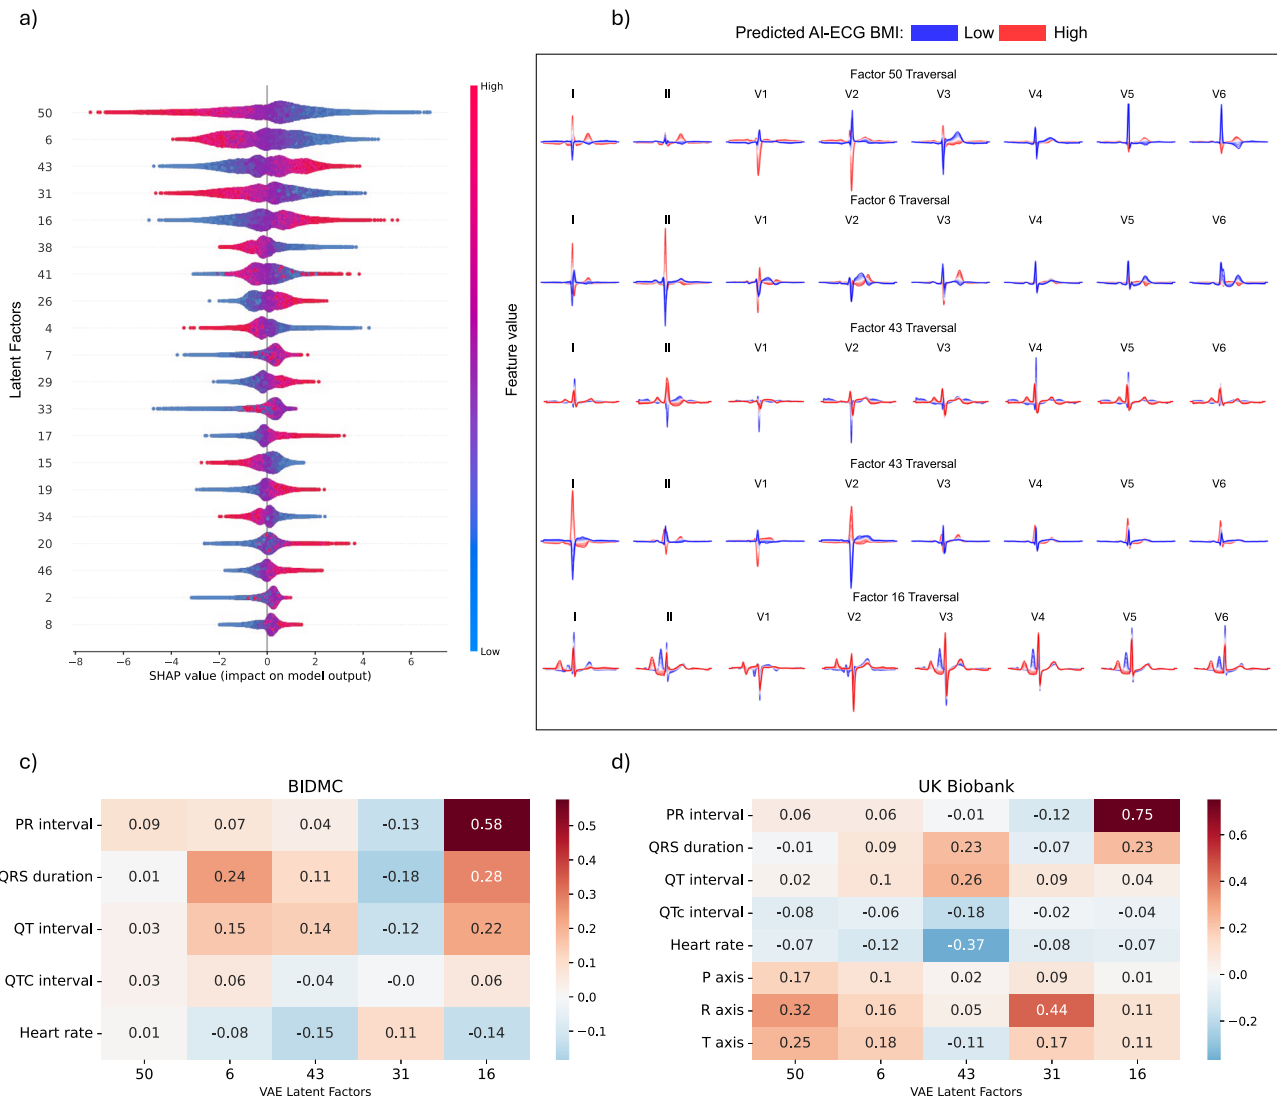 a)
High
50
6
43
31
16
38
41
26
4
7
29
33
17
15
19
34
20
46
2
8
Latent Factors
Feature value
Low
−8 −6 −4 −2 0 2 4 6
SHAP value (impact on model output)
b)
Predicted AI-ECG BMI: Low High
Factor 50 Traversal
I II V1 V2 V3 V4 V5 V6
Factor 6 Traversal
I II V1 V2 V3 V4 V5 V6
Factor 43 Traversal
I II V1 V2 V3 V4 V5 V6
Factor 43 Traversal
I II V1 V2 V3 V4 V5 V6
Factor 16 Traversal
I II V1 V2 V3 V4 V5 V6
c)
BIDMC
PR interval 0.09 0.07 0.04 -0.13 0.58
QRS duration 0.01 0.24 0.11 -0.18 0.28
QT interval 0.03 0.15 0.14 -0.12 0.22
QTC interval 0.03 0.06 -0.04 -0.0 0.06
Heart rate 0.01 -0.08 -0.15 0.11 -0.14
50 6 43 31 16
VAE Latent Factors
0.5
0.4
0.3
0.2
0.1
0.0
−0.1
d)
UK Biobank
PR interval 0.06 0.06 -0.01 -0.12 0.75
QRS duration -0.01 0.09 0.23 -0.07 0.23
QT interval 0.02 0.1 0.26 0.09 0.04
QTc interval -0.08 -0.06 -0.18 -0.02 -0.04
Heart rate -0.07 -0.12 -0.37 -0.08 -0.07
P axis 0.17 0.1 0.02 0.09 0.01
R axis 0.32 0.16 0.05 0.44 0.11
T axis 0.25 0.18 -0.11 0.17 0.11
50 6 43 31 16
VAE Latent Factors
0.6
0.4
0.2
0.0
−0.2